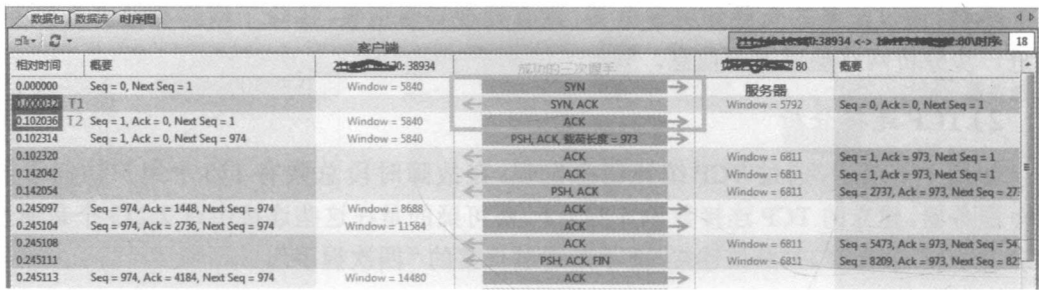 数据包 数据流 时序图
客户端 :38934 <-> 18
相对时间 概要 : 38934 成功的三次握手 80 概要
服务器
0.000000 Seq = 0, Next Seq = 1 Window = 5840 SYN
0.000032 T1 SYN, ACK Window = 5792 Seq = 0, Ack = 0, Next Seq = 1
0.102036 T2 Seq = 1, Ack = 0, Next Seq = 1 Window = 5840 ACK
0.102314 Seq = 1, Ack = 0, Next Seq = 974 Window = 5840 PSH, ACK, 载荷长度 = 973
0.102320 ACK Window = 6811 Seq = 1, Ack = 973, Next Seq = 1
0.142042 ACK Window = 6811 Seq = 1, Ack = 973, Next Seq = 1
0.142054 PSH, ACK Window = 6811 Seq = 2737, Ack = 973, Next Seq = 27
0.245097 Seq = 974, Ack = 1448, Next Seq = 974 Window = 8688 ACK
0.245104 Seq = 974, Ack = 2736, Next Seq = 974 Window = 11584 ACK
0.245108 ACK Window = 6811 Seq = 5473, Ack = 973, Next Seq = 54
0.245111 PSH, ACK, FIN Window = 6811 Seq = 8209, Ack = 973, Next Seq = 82
0.245113 Seq = 974, Ack = 4184, Next Seq = 974 Window = 14480 ACK